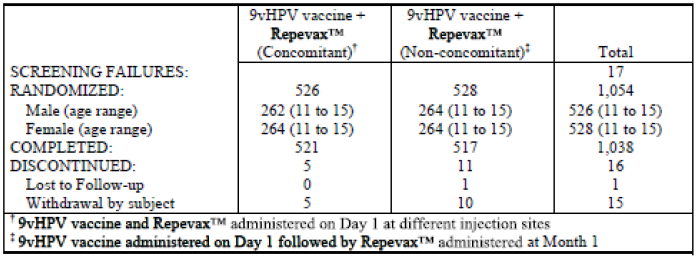 9vHPV vaccine + 9vHPV vaccine +
Repevax™ Repevax™
(Concomitant)† (Non-concomitant)‡ Total
SCREENING FAILURES: 17
RANDOMIZED: 526 528 1,054
Male (age range) 262 (11 to 15) 264 (11 to 15) 526 (11 to 15)
Female (age range) 264 (11 to 15) 264 (11 to 15) 528 (11 to 15)
COMPLETED: 521 517 1,038
DISCONTINUED: 5 11 16
Lost to Follow-up 0 1 1
Withdrawal by subject 5 10 15
† 9vHPV vaccine and Repevax™ administered on Day 1 at different injection sites
‡ 9vHPV vaccine administered on Day 1 followed by Repevax™ administered at Month 1